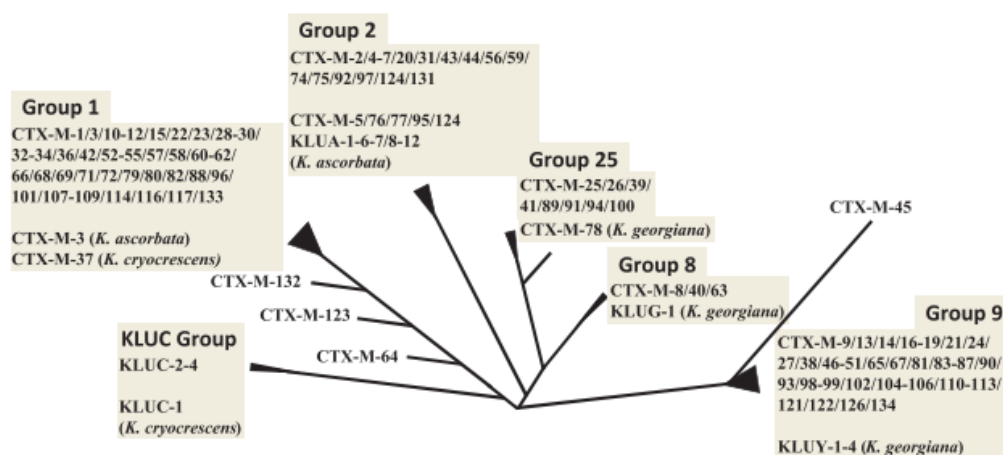 Group 1
CTX-M-1/3/10-12/15/22/23/28-30/
32-34/36/42/52-55/57/58/60-62/
66/68/69/71/72/79/80/82/88/96/
101/107-109/114/116/117/133
CTX-M-3 (K. ascorbata)
CTX-M-37 (K. cryocrescens)
Group 2
CTX-M-2/4-7/20/31/43/44/56/59/
74/75/92/97/124/131
CTX-M-5/76/77/95/124
KLUA-1-6-7/8-12
(K. ascorbata)
Group 25
CTX-M-25/26/39/
41/89/91/94/100
CTX-M-78 (K. georgiana)
CTX-M-45
Group 8
CTX-M-8/40/63
KLUG-1 (K. georgiana)
Group 9
CTX-M-9/13/14/16-19/21/24/
27/38/46-51/65/67/81/83-87/90/
93/98-99/102/104-106/110-113/
121/122/126/134
KLUY-1-4 (K. georgiana)
CTX-M-132
CTX-M-123
CTX-M-64
KLUC Group
KLUC-2-4
KLUC-1
(K. cryocrescens)